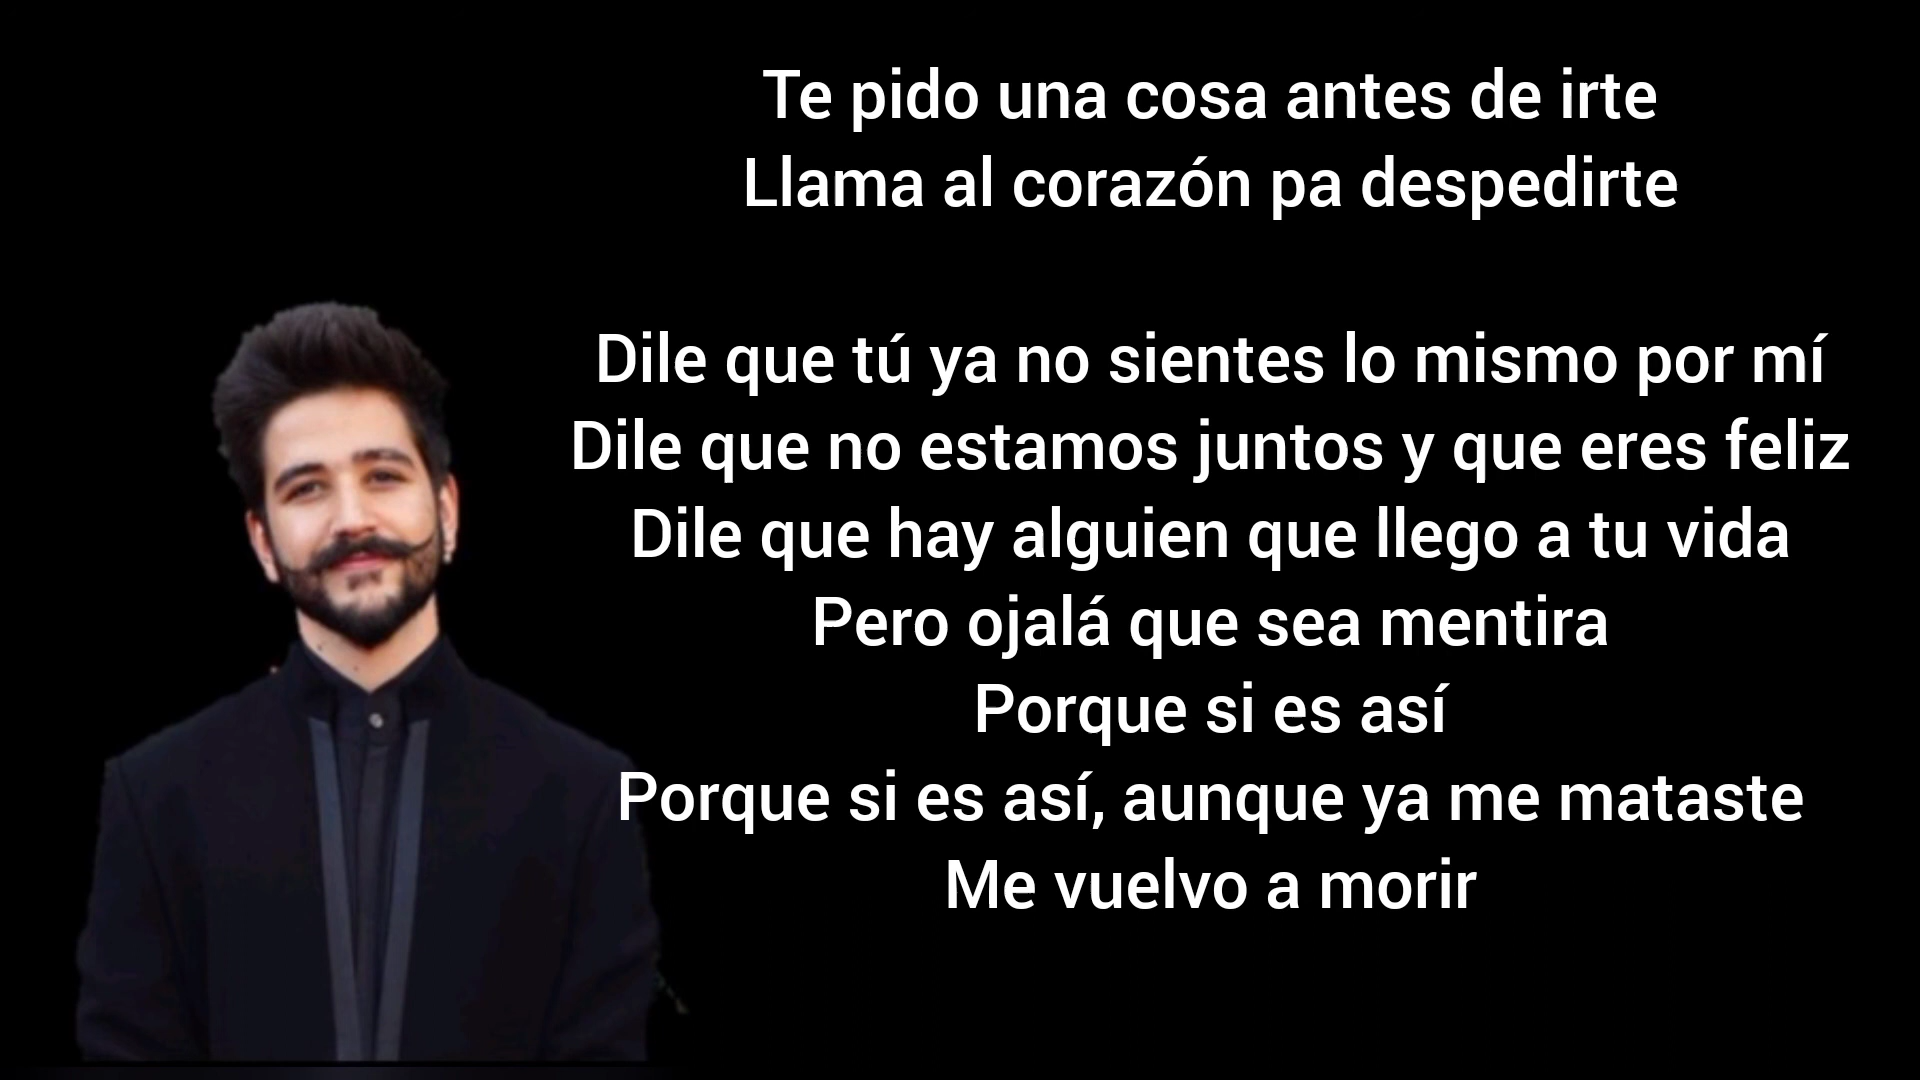 Te pido una cosa antes de irte
Llama al corazón pa despedirte
Dile que tú ya no sientes lo mismo por mí
Dile que no estamos juntos y que eres feliz
Dile que hay alguien que llego a tu vida
Pero ojalá que sea mentira
Porque si es así
Porque si es así, aunque ya me mataste
Me vuelvo a morir